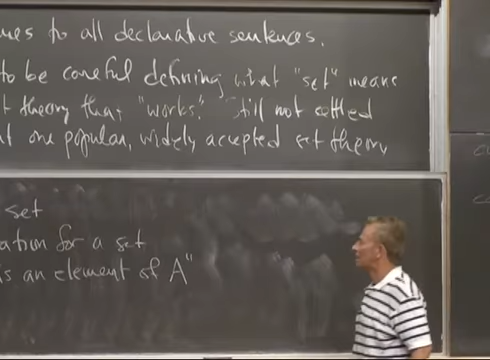 ues to all declarative sentences.
to be careful defining what "set" means
t theory that "works". Still not settled
t one popular, widely accepted set theory
set
ation for a set
is an element of A"